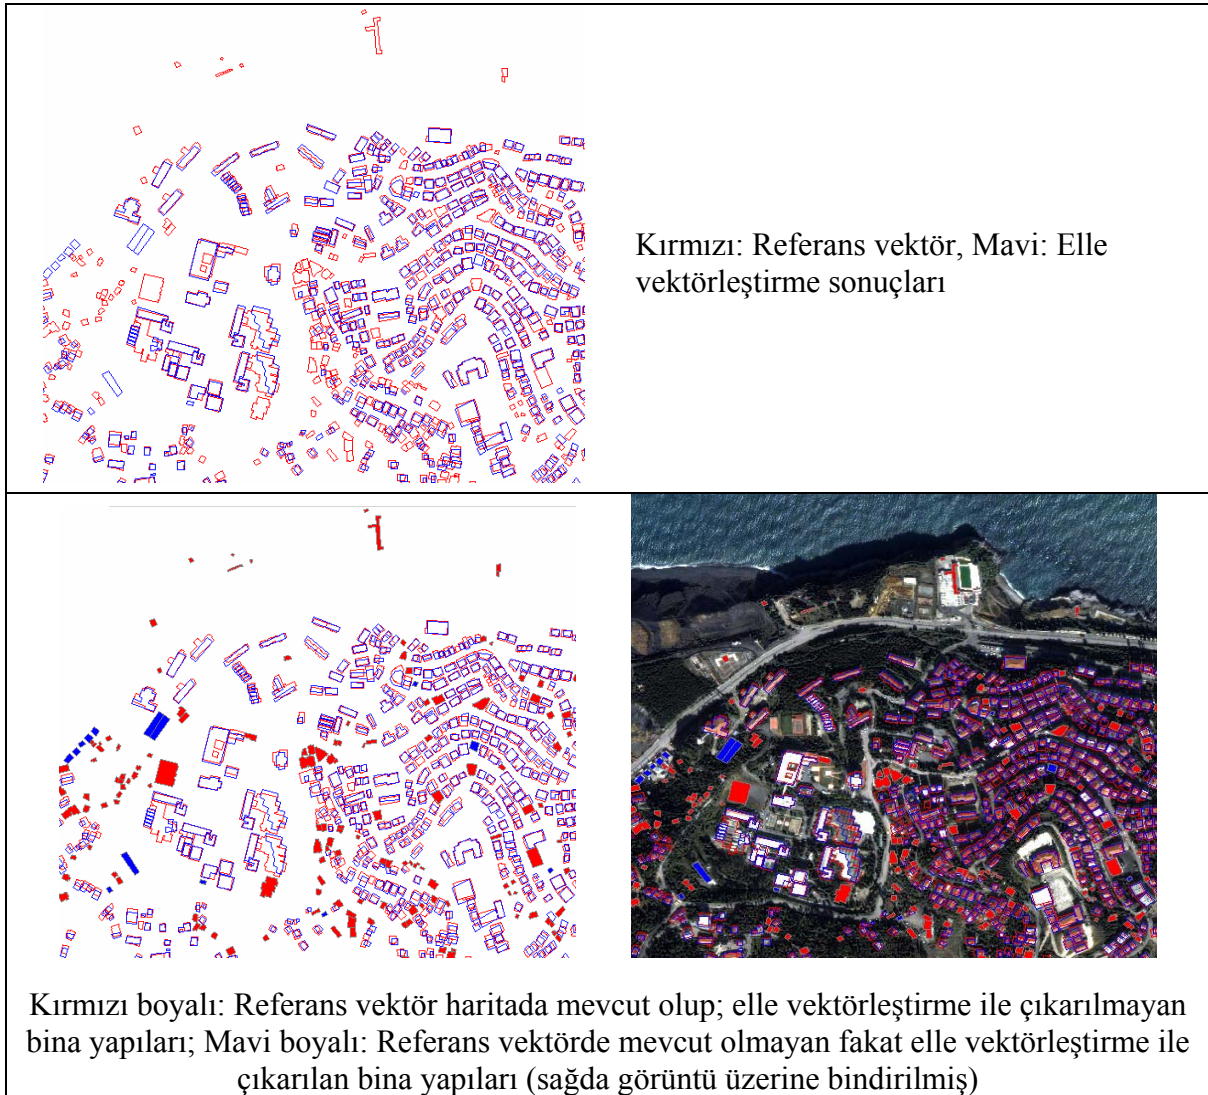 Kırmızı: Referans vektör, Mavi: Elle
vektörleştirme sonuçları
Kırmızı boyalı: Referans vektör haritada mevcut olup; elle vektörleştirme ile çıkarılmayan
bina yapıları; Mavi boyalı: Referans vektörde mevcut olmayan fakat elle vektörleştirme ile
çıkarılan bina yapıları (sağda görüntü üzerine bindirilmiş)